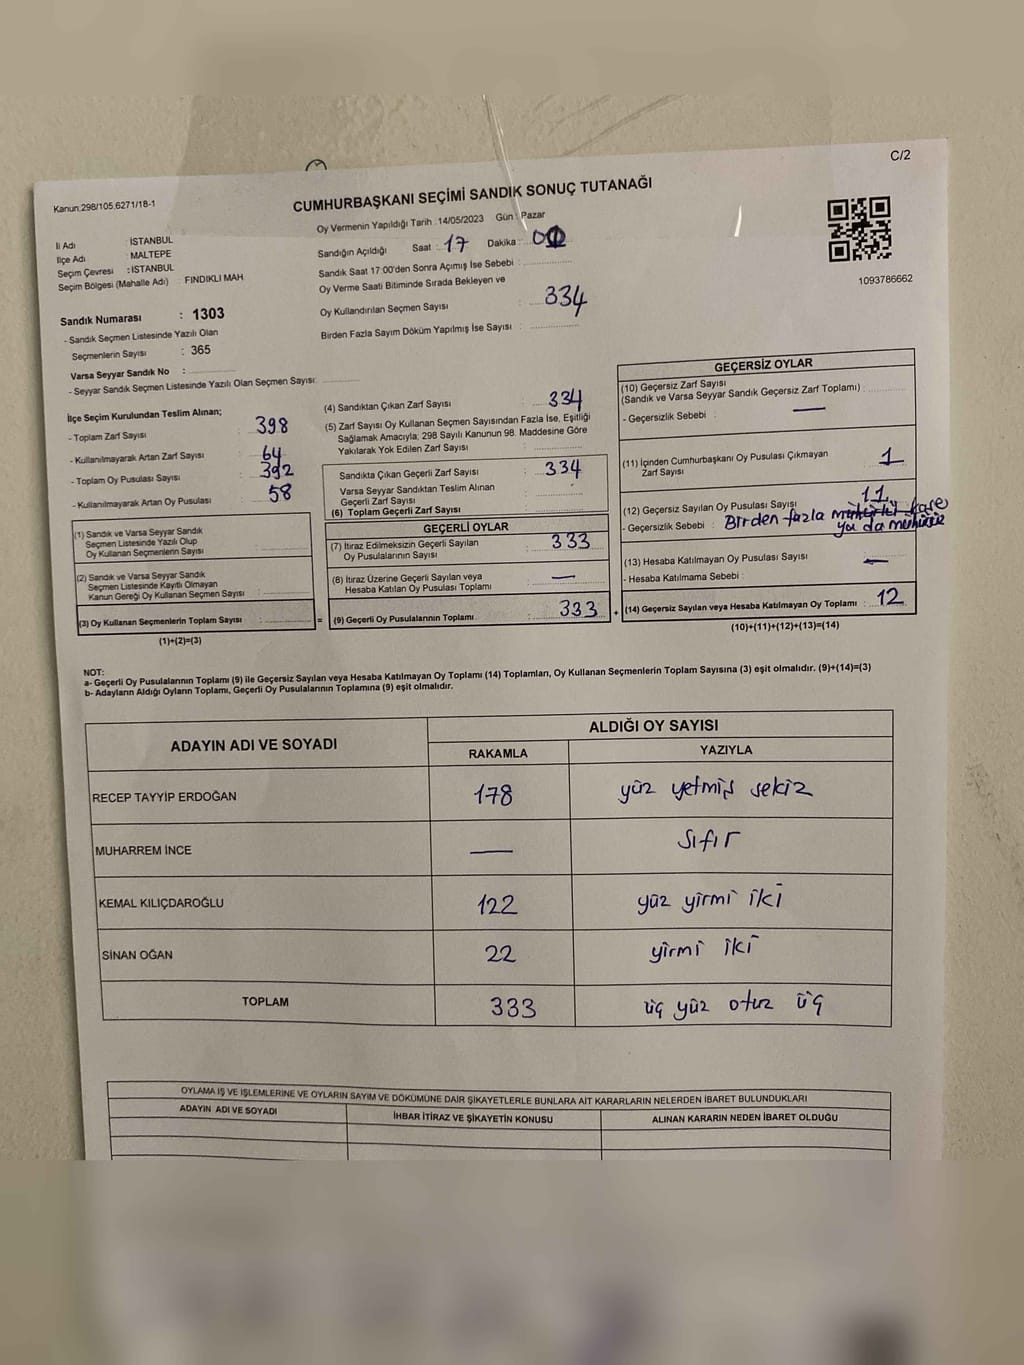 C/2
Kanun.298/105,6271/18-1
CUMHURBAŞKANI SEÇİMİ SANDIK SONUÇ TUTANAĞI
Oy Vermenin Yapıldığı Tarih : 14/05/2023 Gün : Pazar
İl Adı : İSTANBUL
İlçe Adı : MALTEPE
Seçim Çevresi : İSTANBUL
Seçim Bölgesi (Mahalle Adı) : FINDIKLI MAH
Sandığın Açıldığı Saat : 17 Dakika :
Sandık Saat 17:00'den Sonra Açımış İse Sebebi :
Oy Verme Saati Bitiminde Sırada Bekleyen ve
Oy Kullandırılan Seçmen Sayısı : 334
Birden Fazla Sayım Döküm Yapılmış İse Sayısı :
1093786662
Sandık Numarası : 1303
- Sandık Seçmen Listesinde Yazılı Olan
Seçmenlerin Sayısı : 365
Varsa Seyyar Sandık No :
- Seyyar Sandık Seçmen Listesinde Yazılı Olan Seçmen Sayısı:
İlçe Seçim Kurulundan Teslim Alınan;
- Toplam Zarf Sayısı : 398
- Kullanılmayarak Artan Zarf Sayısı : 64
- Toplam Oy Pusulası Sayısı : 392
- Kullanılmayarak Artan Oy Pusulası : 58
(1) Sandık ve Varsa Seyyar Sandık
Seçmen Listesinde Yazılı Olup
Oy Kullanan Seçmenlerin Sayısı :
(2) Sandık ve Varsa Seyyar Sandık
Seçmen Listesinde Kayıtlı Olmayan
Kanun Gereği Oy Kullanan Seçmen Sayısı :
(3) Oy Kullanan Seçmenlerin Toplam Sayısı : =
(1)+(2)=(3)
(4) Sandıktan Çıkan Zarf Sayısı : 334
(5) Zarf Sayısı Oy Kullanan Seçmen Sayısından Fazla İse, Eşitliği
Sağlamak Amacıyla; 298 Sayılı Kanunun 98. Maddesine Göre
Yakılarak Yok Edilen Zarf Sayısı :
Sandıkta Çıkan Geçerli Zarf Sayısı : 334
Varsa Seyyar Sandıktan Teslim Alınan
Geçerli Zarf Sayısı :
(6) Toplam Geçerli Zarf Sayısı :
GEÇERLİ OYLAR
(7) İtiraz Edilmeksizin Geçerli Sayılan
Oy Pusulalarının Sayısı : 333
(8) İtiraz Üzerine Geçerli Sayılan veya
Hesaba Katılan Oy Pusulası Toplamı : —
(9) Geçerli Oy Pusulalarının Toplamı : 333 +
GEÇERSİZ OYLAR
(10) Geçersiz Zarf Sayısı
(Sandık ve Varsa Seyyar Sandık Geçersiz Zarf Toplamı) :
- Geçersizlik Sebebi : —
(11) İçinden Cumhurbaşkanı Oy Pusulası Çıkmayan
Zarf Sayısı : 1
(12) Geçersiz Sayılan Oy Pusulası Sayısı : 11
- Geçersizlik Sebebi : Birden fazla mühürlü kaşe
ya da mühürsüz
(13) Hesaba Katılmayan Oy Pusulası Sayısı : —
- Hesaba Katılmama Sebebi :
(14) Geçersiz Sayılan veya Hesaba Katılmayan Oy Toplamı : 12
(10)+(11)+(12)+(13)=(14)
NOT:
a- Geçerli Oy Pusulalarının Toplamı (9) ile Geçersiz Sayılan veya Hesaba Katılmayan Oy Toplamı (14) Toplamları, Oy Kullanan Seçmenlerin Toplam Sayısına (3) eşit olmalıdır. (9)+(14)=(3)
b- Adayların Aldığı Oyların Toplamı, Geçerli Oy Pusulalarının Toplamına (9) eşit olmalıdır.
ADAYIN ADI VE SOYADI
ALDIĞI OY SAYISI
RAKAMLA YAZIYLA
RECEP TAYYİP ERDOĞAN 178 yüz yetmiş sekiz
MUHARREM İNCE — Sıfır
KEMAL KILIÇDAROĞLU 122 yüz yirmi iki
SİNAN OĞAN 22 yirmi iki
TOPLAM 333 üç yüz otuz üç
OYLAMA İŞ VE İŞLEMLERİNE VE OYLARIN SAYIM VE DÖKÜMÜNE DAİR ŞİKAYETLERLE BUNLARA AİT KARARLARIN NELERDEN İBARET BULUNDUKLARI
ADAYIN ADI VE SOYADI İHBAR İTİRAZ VE ŞİKAYETİN KONUSU ALINAN KARARIN NEDEN İBARET OLDUĞU